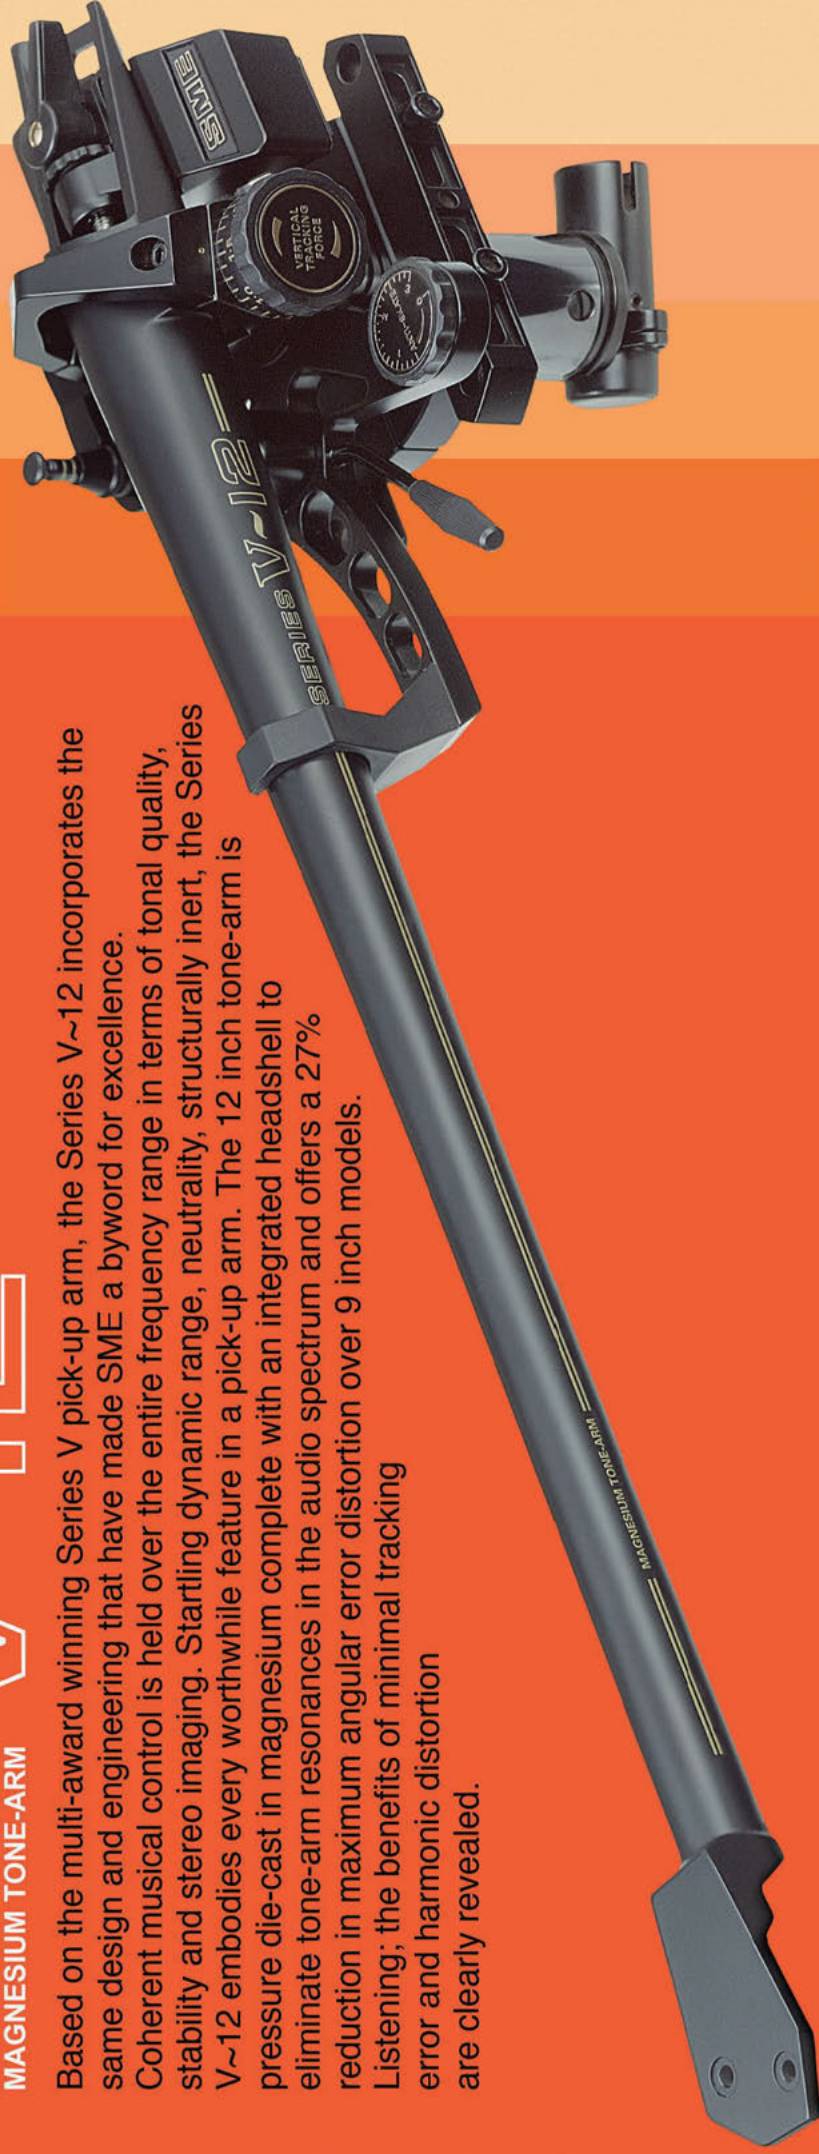 MAGNESIUM TONE-ARM
Based on the multi-award winning Series V pick-up arm, the Series V~12 incorporates the
same design and engineering that have made SME a byword for excellence.
Coherent musical control is held over the entire frequency range in terms of tonal quality,
stability and stereo imaging. Startling dynamic range, neutrality, structurally inert, the Series
V~12 embodies every worthwhile feature in a pick-up arm. The 12 inch tone-arm is
pressure die-cast in magnesium complete with an integrated headshell to
eliminate tone-arm resonances in the audio spectrum and offers a 27%
reduction in maximum angular error distortion over 9 inch models.
Listening; the benefits of minimal tracking
error and harmonic distortion
are clearly revealed.
MAGNESIUM TONE-ARM
SERIES V~12
SME
VERTICAL
TRACKING
FORCE
ANTI-SKATE
0
1
2
3